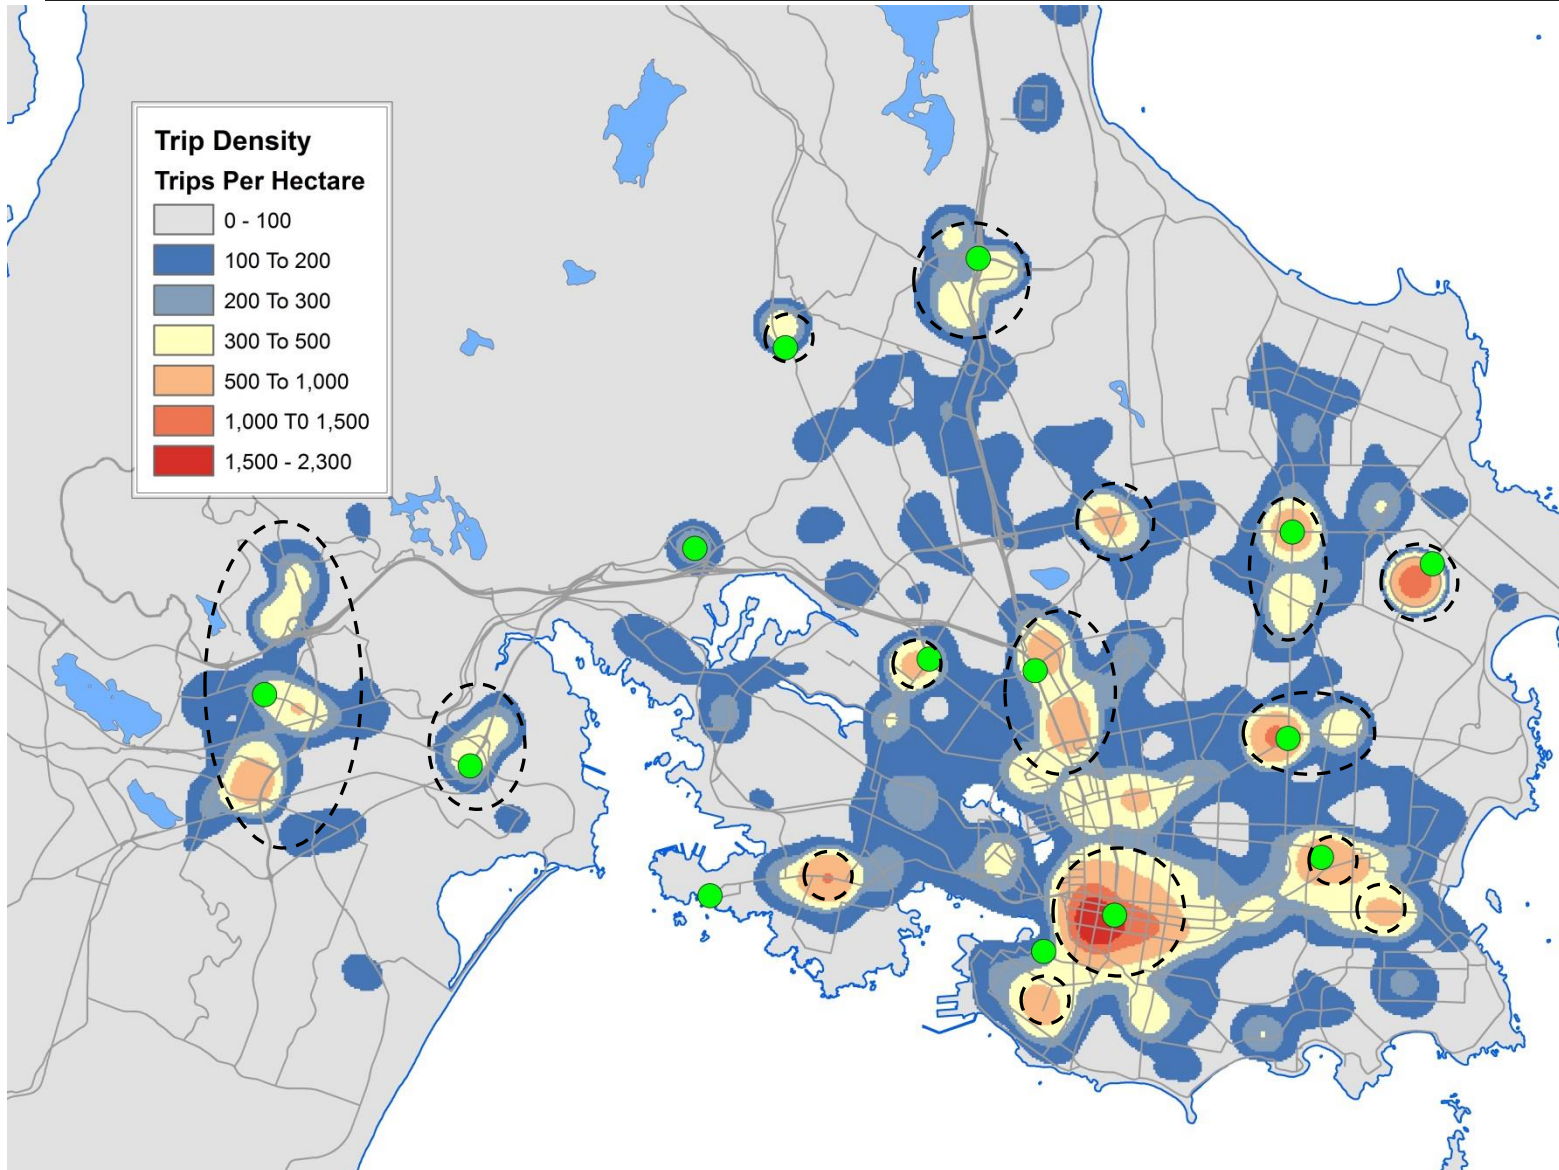 Trip Density
Trips Per Hectare
0 - 100
100 To 200
200 To 300
300 To 500
500 To 1,000
1,000 T0 1,500
1,500 - 2,300